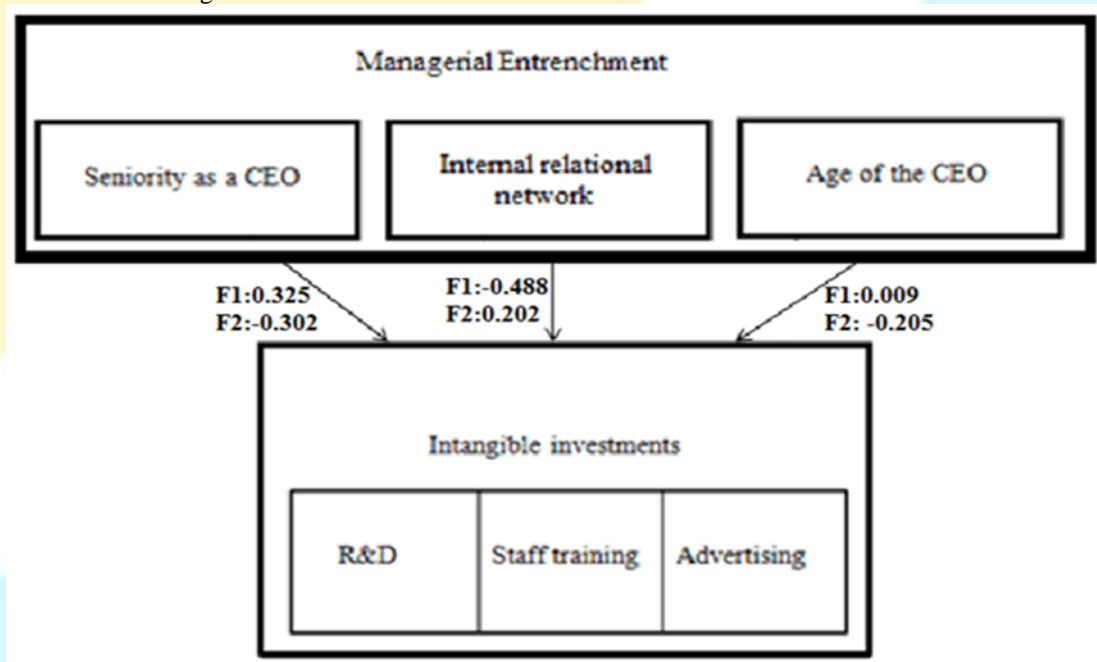 Managerial Entrenchment
Seniority as a CEO
Internal relational
network
Age of the CEO
F1:0.325
F2:-0.302
F1:-0.488
F2:0.202
F1:0.009
F2: -0.205
Intangible investments
R&D
Staff training
Advertising